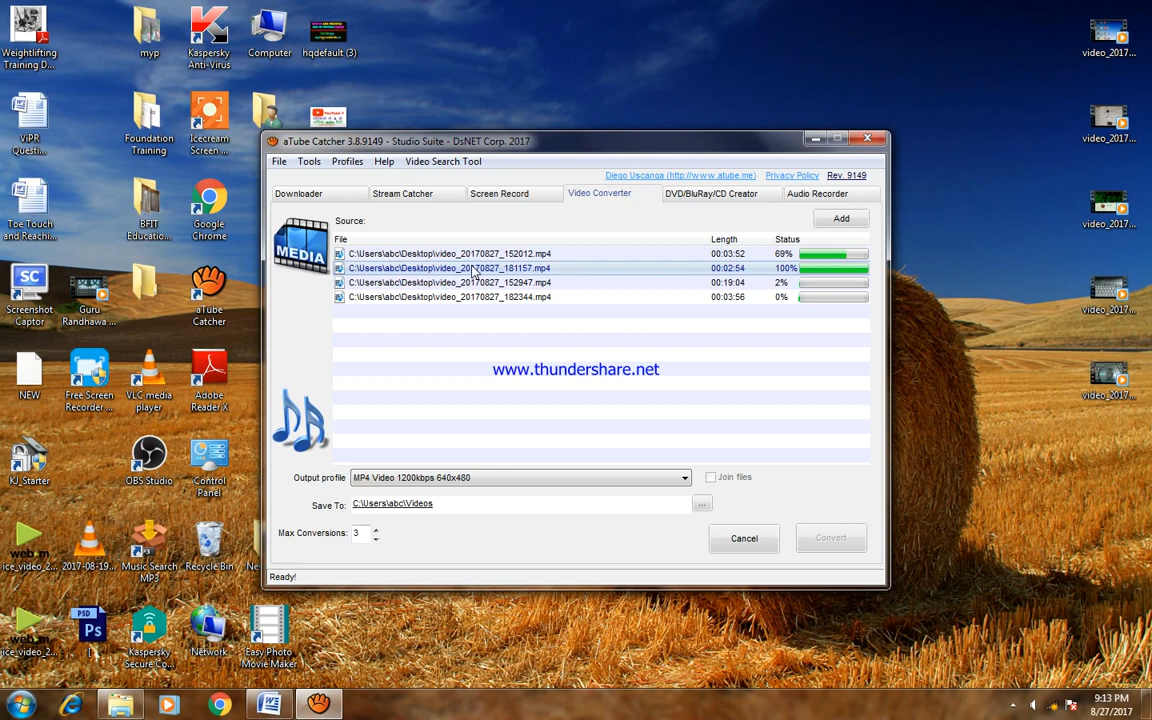 Weightlifting
Training D...
myp
Kaspersky
Anti-Virus
Computer
hqdefault (3)
video_2017...
ViPR
Questi...
Foundation
Training
Icecream
Screen ...
video_2017...
Toe Touch
and Reachi...
BFIT
Educatio...
Google
Chrome
video_2017...
Screenshot
Captor
Guru
Randhawa ...
aTube
Catcher
video_2017...
NEW
Free Screen
Recorder ...
VLC media
player
Adobe
Reader X
video_2017...
KJ_Starter
OBS Studio
Control
Panel
ice_video_2...
2017-08-19...
Music Search
MP3
Recycle Bin
ice_video_2...
PSD
Ps
Kaspersky
Secure Co...
Network
Easy Photo
Movie Maker
aTube Catcher 3.8.9149 - Studio Suite - DsNET Corp. 2017
File Tools Profiles Help Video Search Tool
Diego Uscanga (http://www.atube.me) Privacy Policy Rev. 9149
Downloader Stream Catcher Screen Record Video Converter DVD/BluRay/CD Creator Audio Recorder
MEDIA
Source:
Add
File Length Status
C:\Users\abc\Desktop\video_20170827_152012.mp4 00:03:52 69%
C:\Users\abc\Desktop\video_20170827_181157.mp4 00:02:54 100%
C:\Users\abc\Desktop\video_20170827_152947.mp4 00:19:04 2%
C:\Users\abc\Desktop\video_20170827_182344.mp4 00:03:56 0%
www.thundershare.net
Output profile MP4 Video 1200kbps 640x480 Join files
Save To: C:\Users\abc\Videos ...
Max Conversions: 3
Cancel Convert
Ready!
9:13 PM
8/27/2017